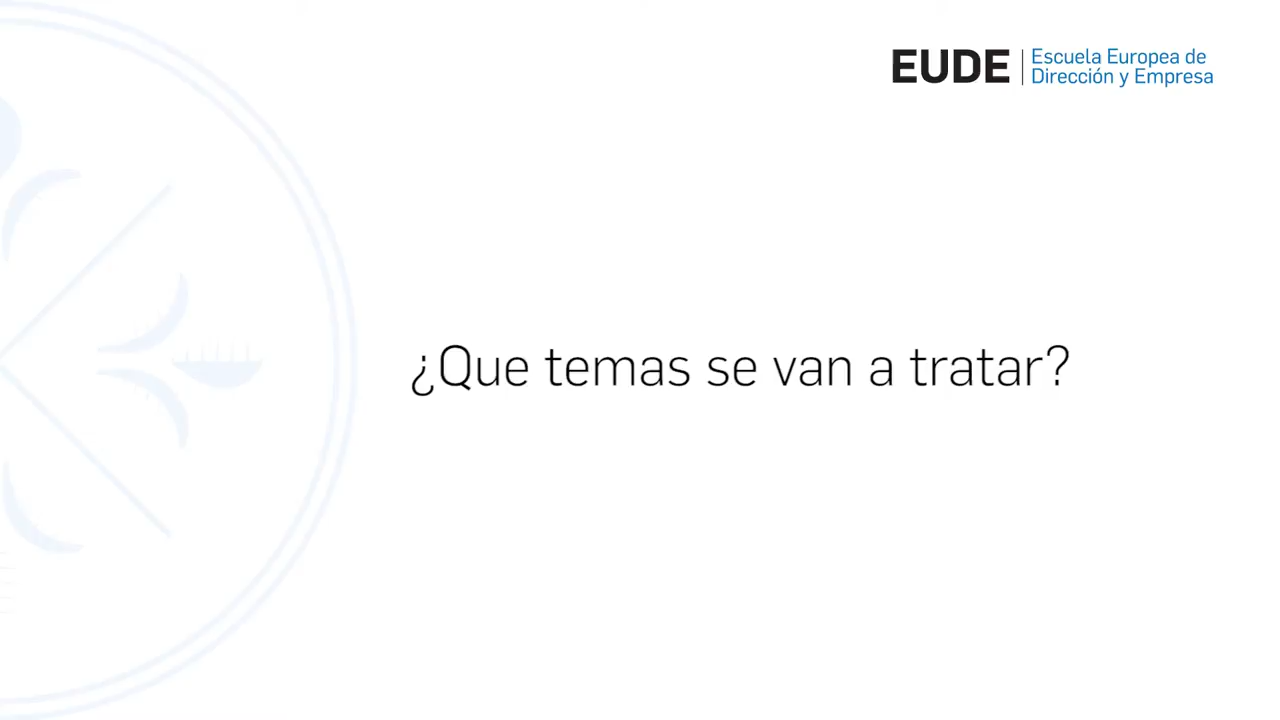 EUDE
Escuela Europea de
Dirección y Empresa
¿Que temas se van a tratar?